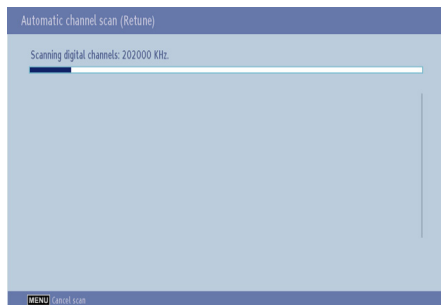 Automatic channel scan (Retune)
Scanning digital channels: 202000 KHz.
MENU Cancel scan